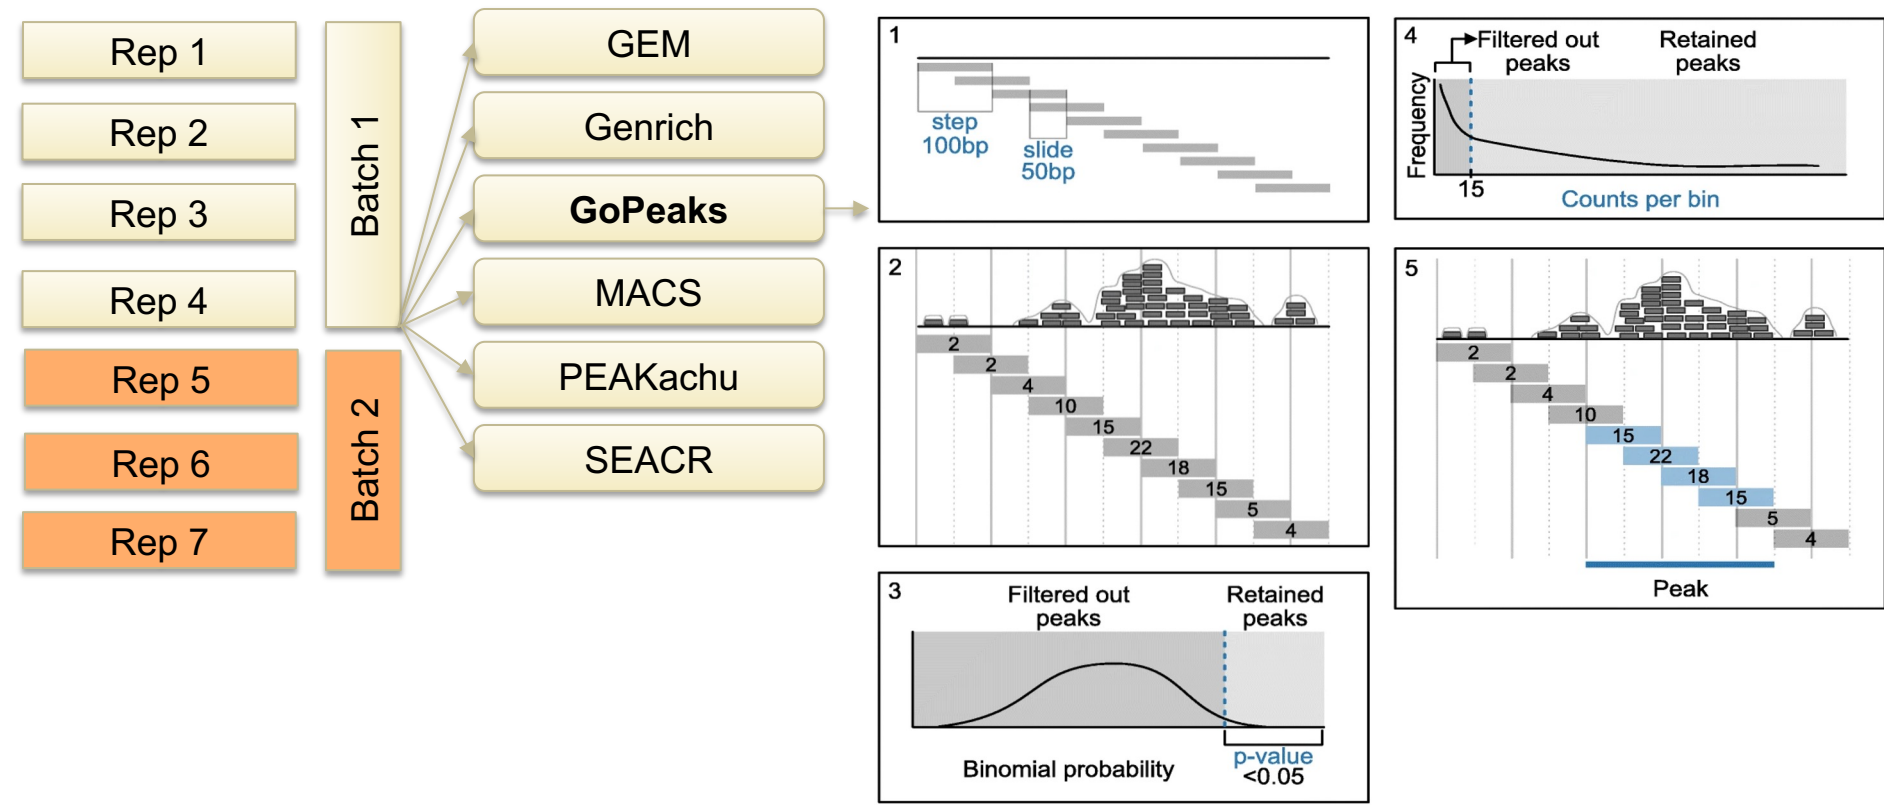 Rep 1
Rep 2
Rep 3
Rep 4
Rep 5
Rep 6
Rep 7
Batch 1
Batch 2
GEM
Genrich
GoPeaks
MACS
PEAKachu
SEACR
1
step
100bp
slide
50bp
2
2
2
4
10
15
22
18
15
5
4
3
Filtered out
peaks
Retained
peaks
Binomial probability
p-value
<0.05
4
Filtered out
peaks
Retained
peaks
Frequency
15
Counts per bin
5
2
2
4
10
15
22
18
15
5
4
Peak